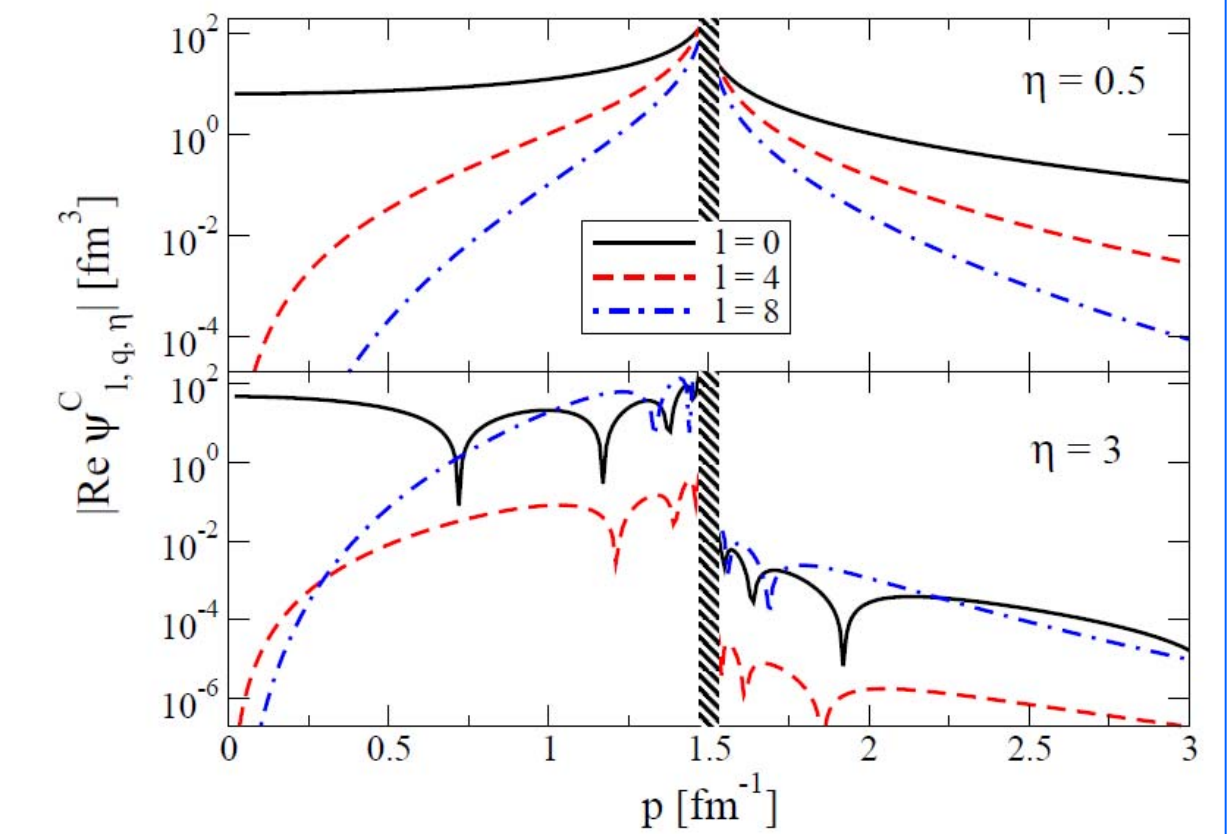 10^2
10^0
10^-2
10^-4
η = 0.5
l = 0
l = 4
l = 8
|Re ψ^C_{l, q, η}| [fm^3]
10^2
10^0
10^-2
10^-4
10^-6
η = 3
0 0.5 1 1.5 2 2.5 3
p [fm^-1]